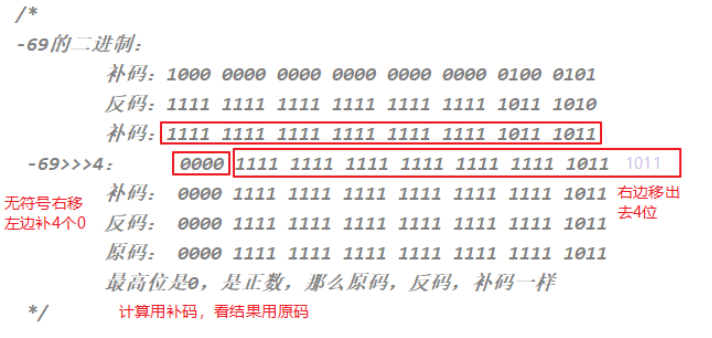 /*
-69的二进制：
补码：1000 0000 0000 0000 0000 0000 0100 0101
反码：1111 1111 1111 1111 1111 1111 1011 1010
补码：1111 1111 1111 1111 1111 1111 1011 1011
-69>>>4： 0000 1111 1111 1111 1111 1111 1111 1011 1011
无符号右移
左边补4个0
补码： 0000 1111 1111 1111 1111 1111 1111 1011
反码： 0000 1111 1111 1111 1111 1111 1111 1011
原码： 0000 1111 1111 1111 1111 1111 1111 1011
右边移出
去4位
最高位是0，是正数，那么原码，反码，补码一样
*/
计算用补码，看结果用原码